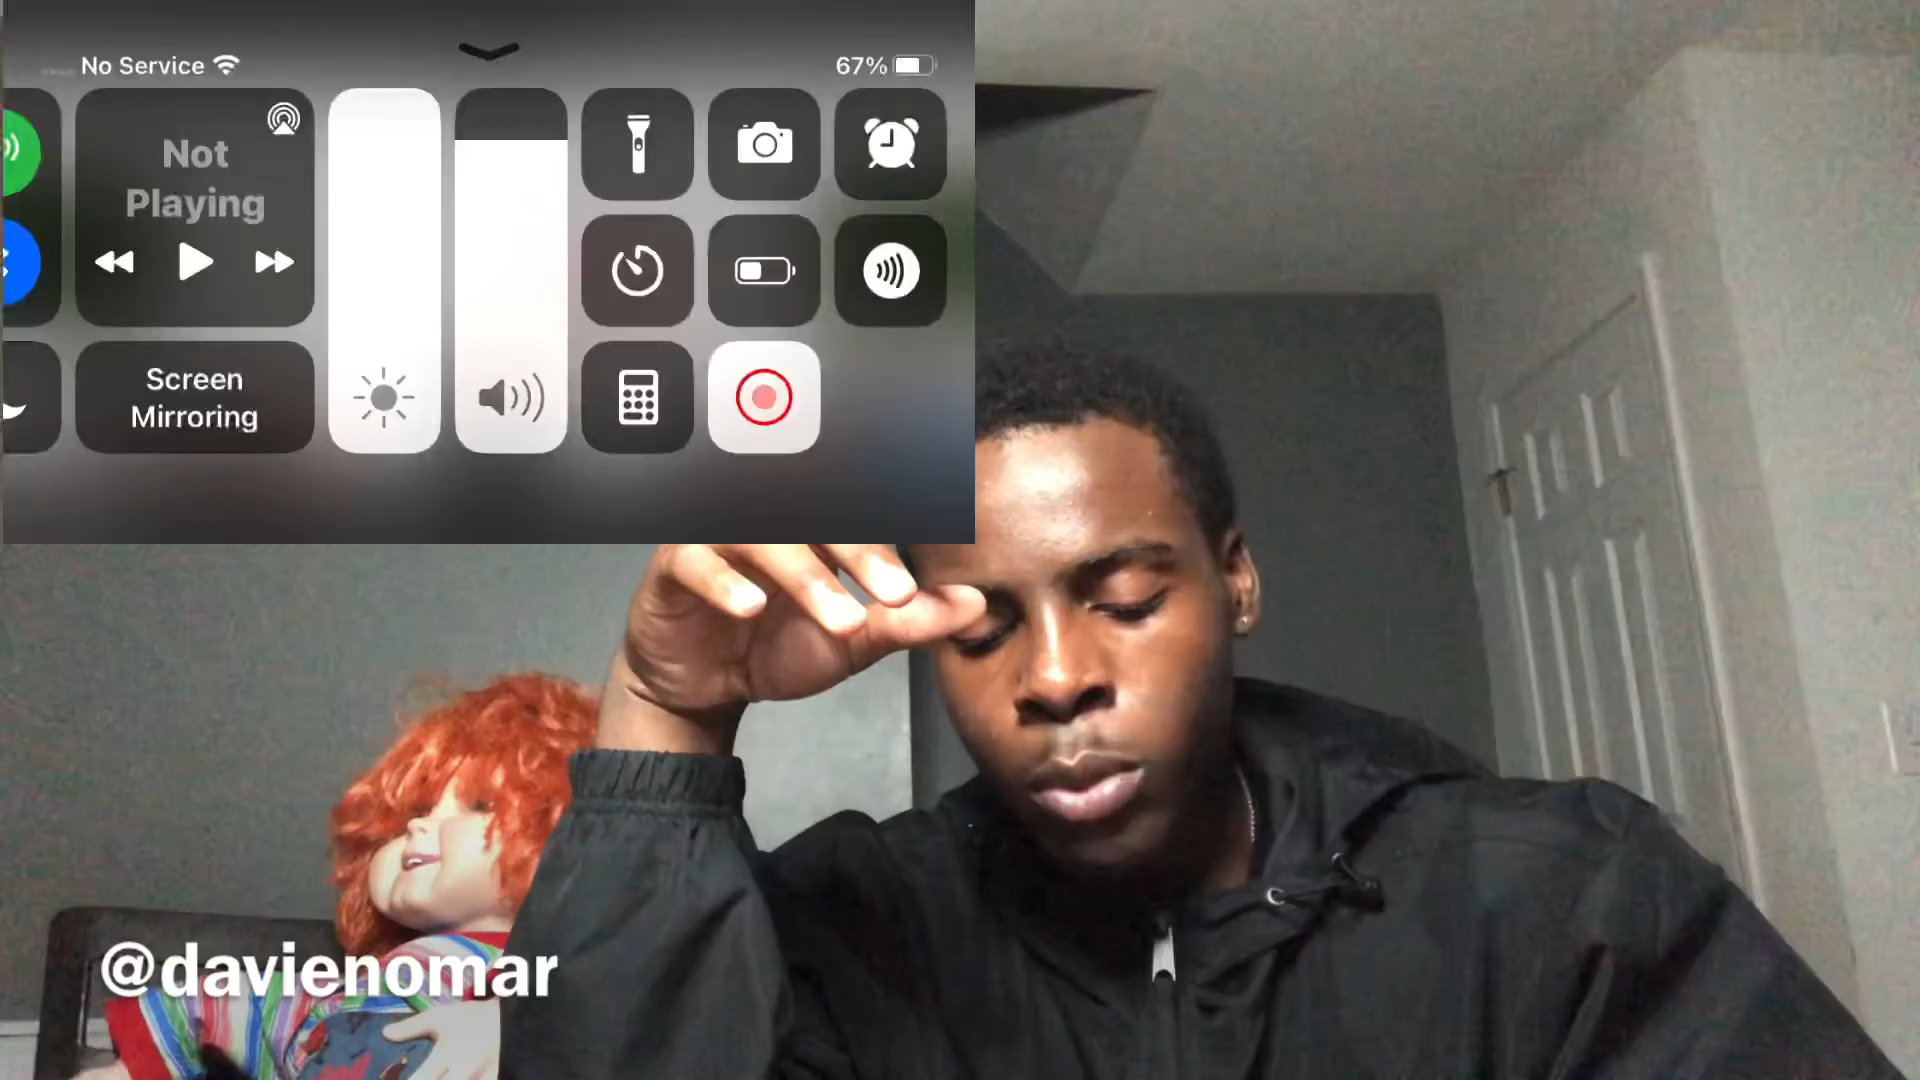 No Service
67%
Not
Playing
Screen
Mirroring
@davienomar